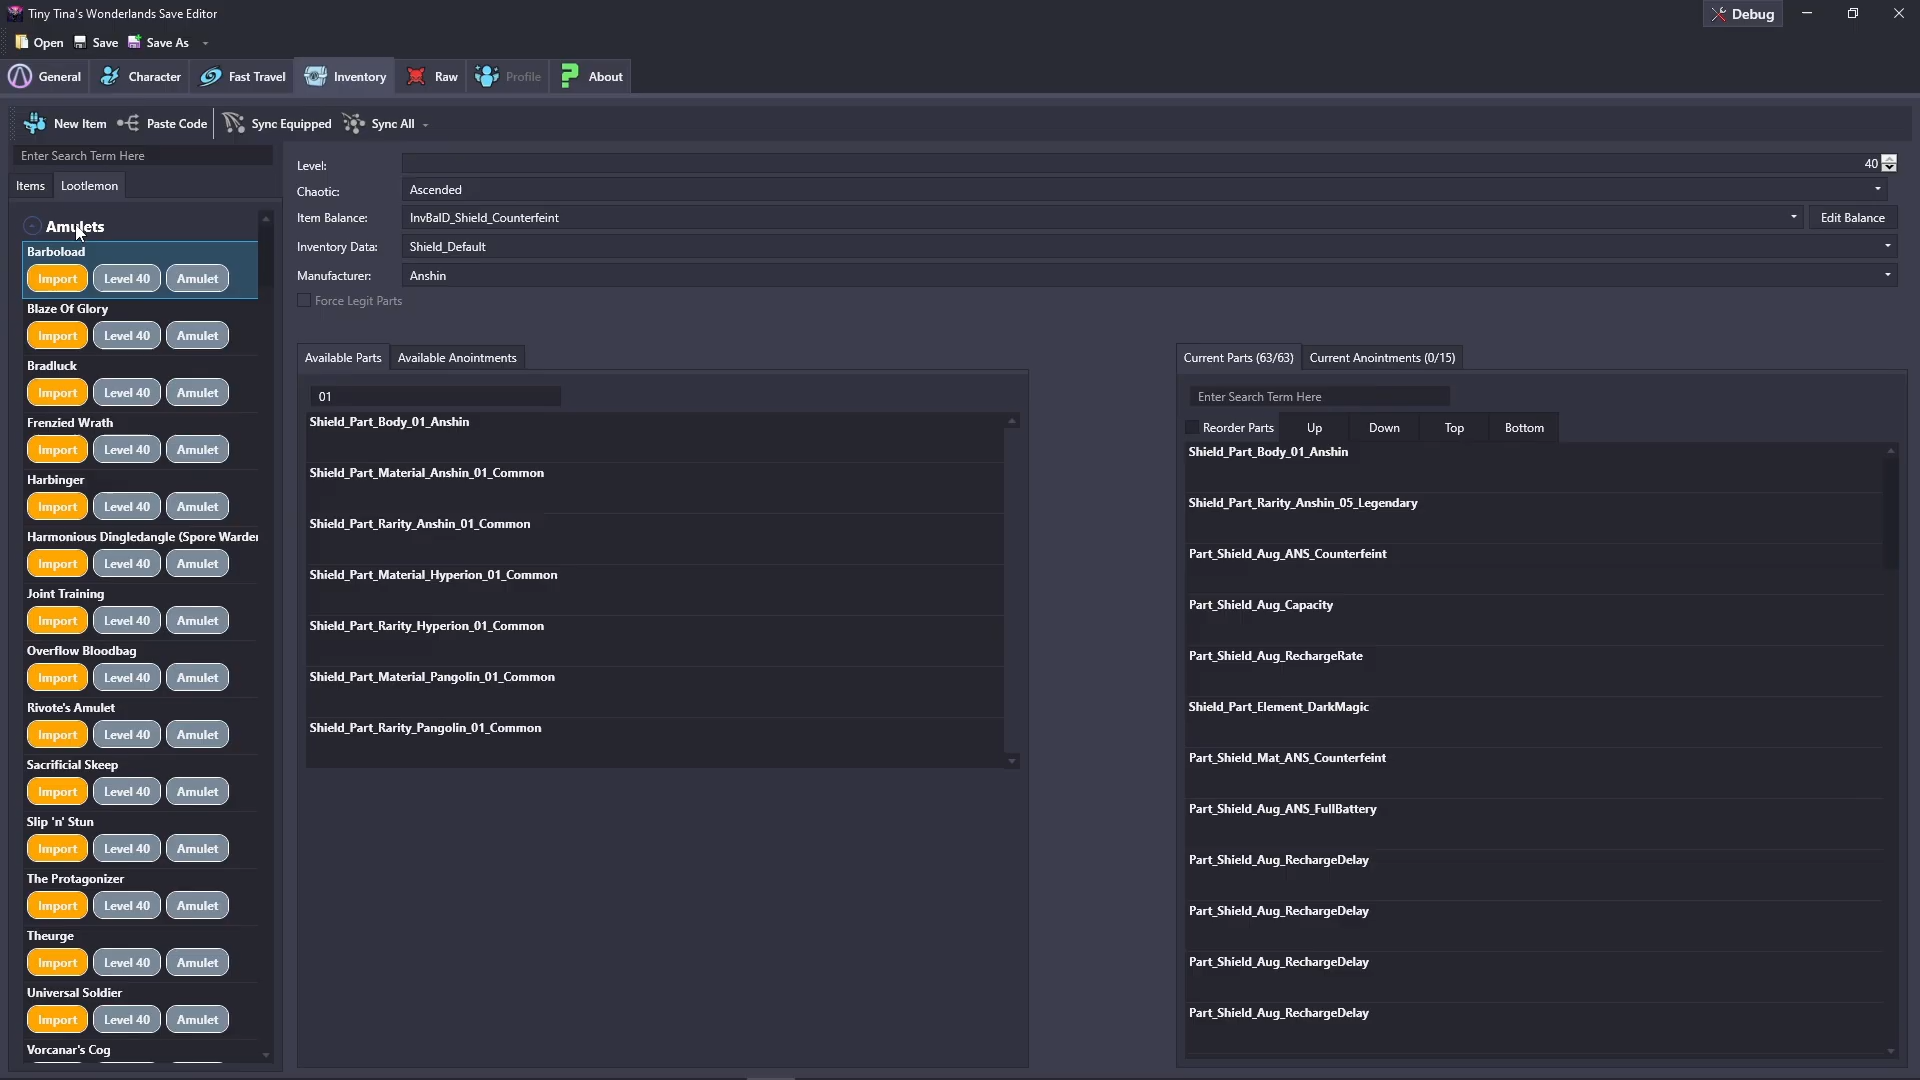 Tiny Tina's Wonderlands Save Editor
Debug
Open
Save
Save As
General
Character
Fast Travel
Inventory
Raw
Profile
About
New Item
Paste Code
Sync Equipped
Sync All
Enter Search Term Here
Items
Lootlemon
Amulets
Barboload
Import Level 40 Amulet
Blaze Of Glory
Import Level 40 Amulet
Bradluck
Import Level 40 Amulet
Frenzied Wrath
Import Level 40 Amulet
Harbinger
Import Level 40 Amulet
Harmonious Dingledangle (Spore Warder
Import Level 40 Amulet
Joint Training
Import Level 40 Amulet
Overflow Bloodbag
Import Level 40 Amulet
Rivote's Amulet
Import Level 40 Amulet
Sacrificial Skeep
Import Level 40 Amulet
Slip 'n' Stun
Import Level 40 Amulet
The Protagonizer
Import Level 40 Amulet
Theurge
Import Level 40 Amulet
Universal Soldier
Import Level 40 Amulet
Vorcanar's Cog
Level: 40
Chaotic: Ascended
Item Balance: InvBalD_Shield_Counterfeint Edit Balance
Inventory Data: Shield_Default
Manufacturer: Anshin
Force Legit Parts
Available Parts
Available Anointments
01
Shield_Part_Body_01_Anshin
Shield_Part_Material_Anshin_01_Common
Shield_Part_Rarity_Anshin_01_Common
Shield_Part_Material_Hyperion_01_Common
Shield_Part_Rarity_Hyperion_01_Common
Shield_Part_Material_Pangolin_01_Common
Shield_Part_Rarity_Pangolin_01_Common
Current Parts (63/63)
Current Anointments (0/15)
Enter Search Term Here
Reorder Parts Up Down Top Bottom
Shield_Part_Body_01_Anshin
Shield_Part_Rarity_Anshin_05_Legendary
Part_Shield_Aug_ANS_Counterfeint
Part_Shield_Aug_Capacity
Part_Shield_Aug_RechargeRate
Shield_Part_Element_DarkMagic
Part_Shield_Mat_ANS_Counterfeint
Part_Shield_Aug_ANS_FullBattery
Part_Shield_Aug_RechargeDelay
Part_Shield_Aug_RechargeDelay
Part_Shield_Aug_RechargeDelay
Part_Shield_Aug_RechargeDelay